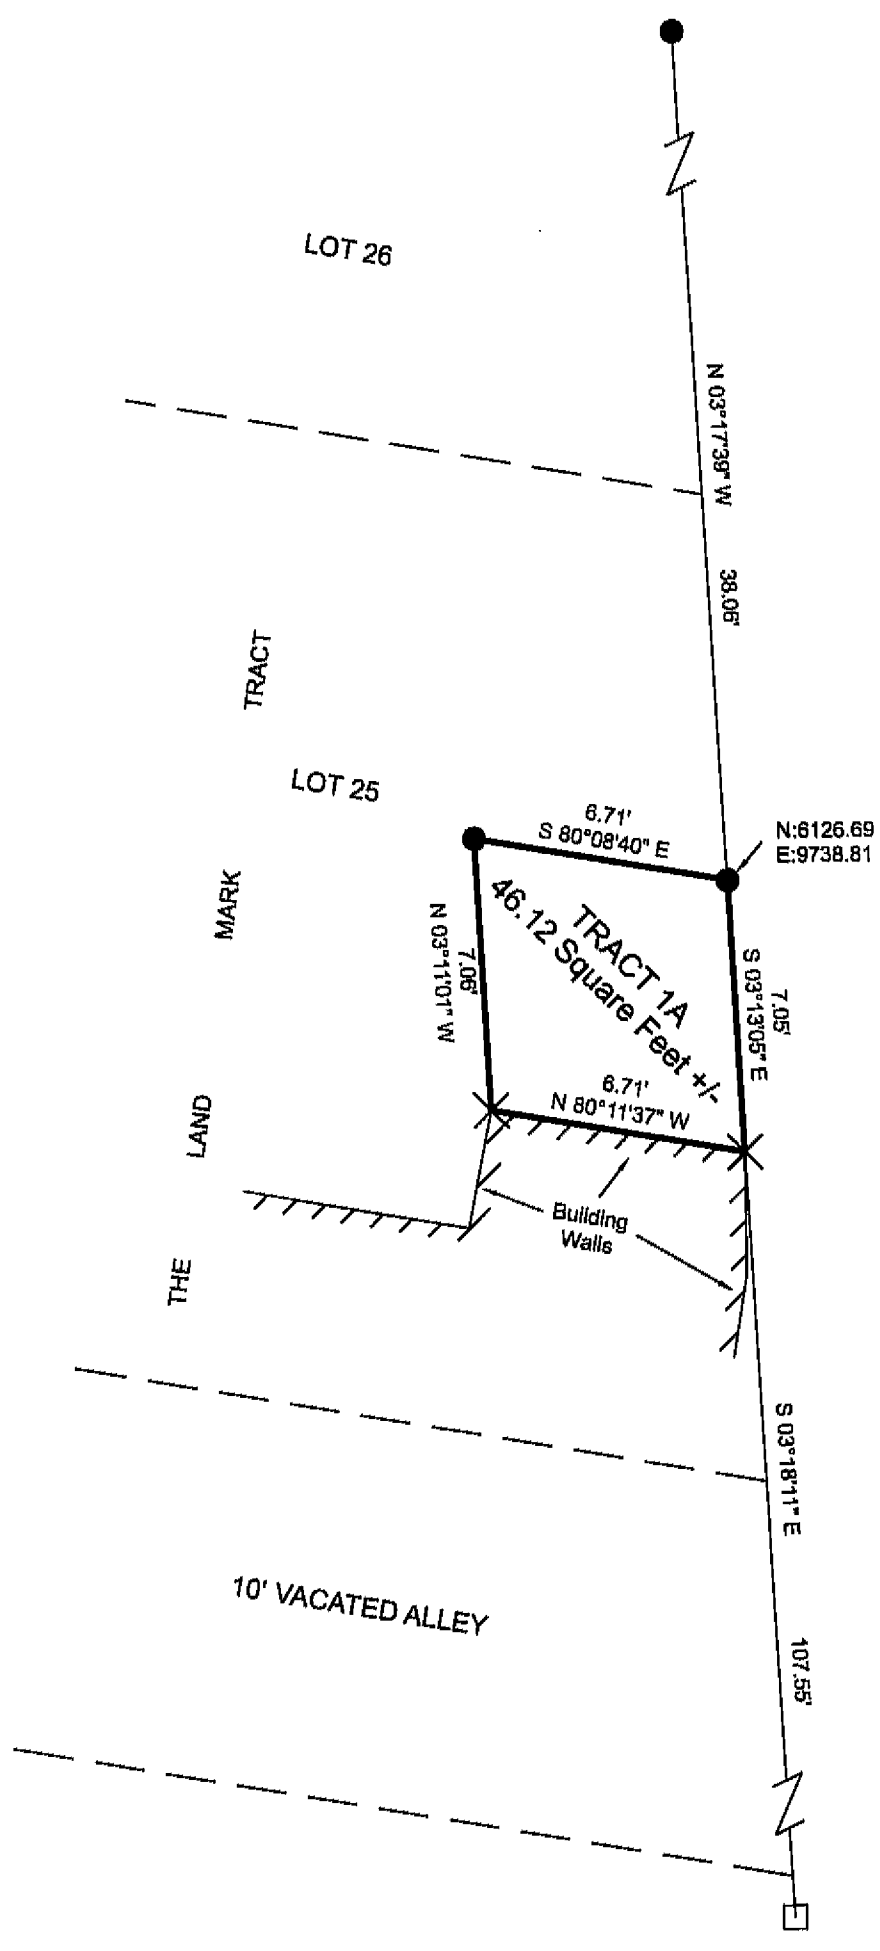 LOT 26
N 03°17'39" W
38.06'
TRACT
LOT 25
6.71'
S 80°08'40" E
N:6126.69
E:9738.81
MARK
7.06'
N 03°11'01" W
TRACT 1A
46.12 Square Feet +/-
7.05'
S 03°13'05" E
6.71'
N 80°11'37" W
LAND
Building
Walls
THE
S 03°18'11" E
10' VACATED ALLEY
107.55'